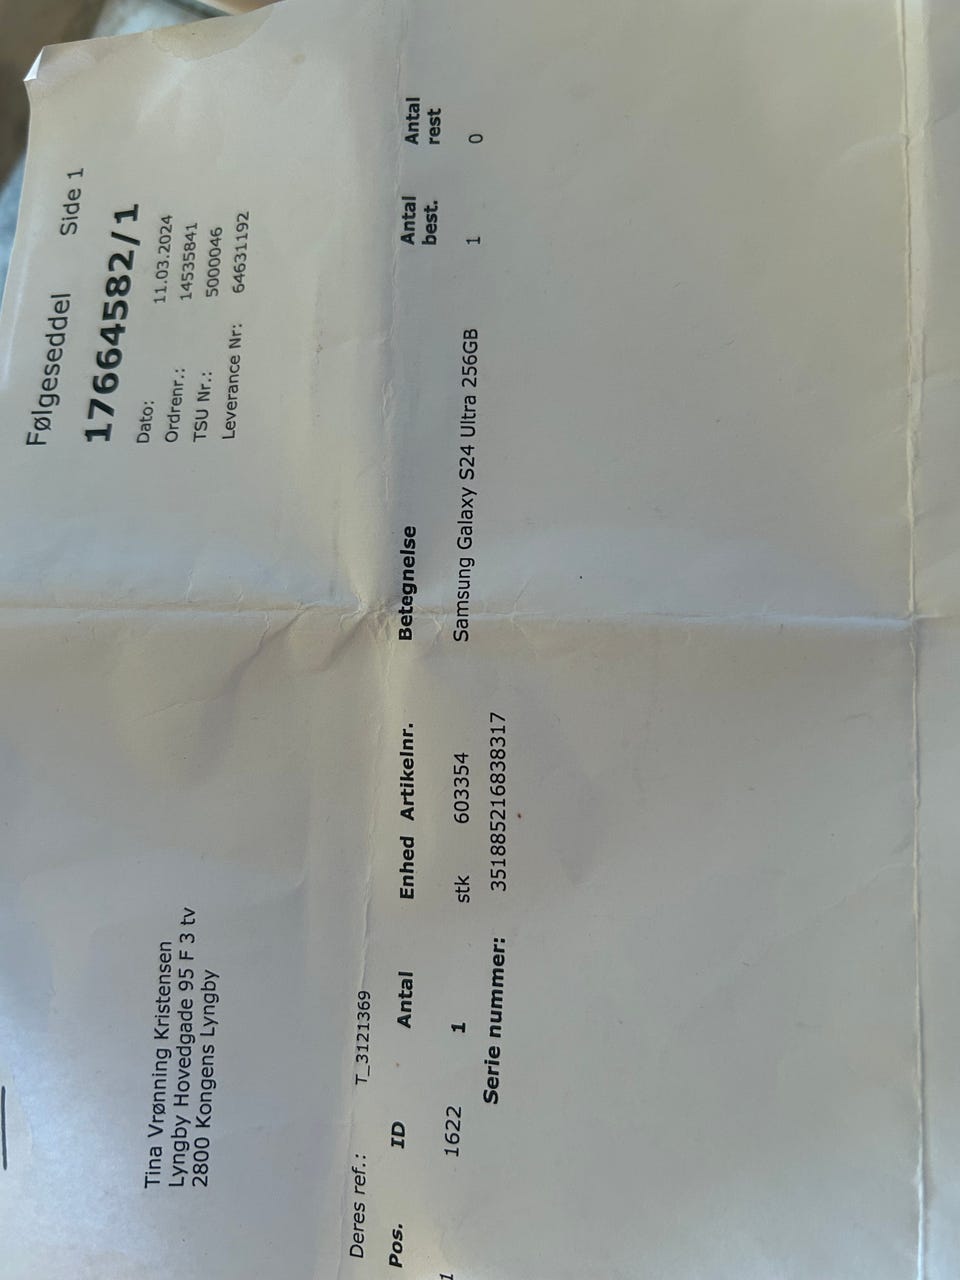 Følgeseddel Side 1
17664582/1
Dato: 11.03.2024
Ordrenr.: 14535841
TSU Nr.: 5000046
Leverance Nr: 64631192
Tina Vrønning Kristensen
Lyngby Hovedgade 95 F 3 tv
2800 Kongens Lyngby
Deres ref.: T_3121369
Pos. ID Antal Enhed Artikelnr. Betegnelse Antal best. Antal rest
1 1622 1 stk 603354 Samsung Galaxy S24 Ultra 256GB 1 0
Serie nummer: 351885216838317